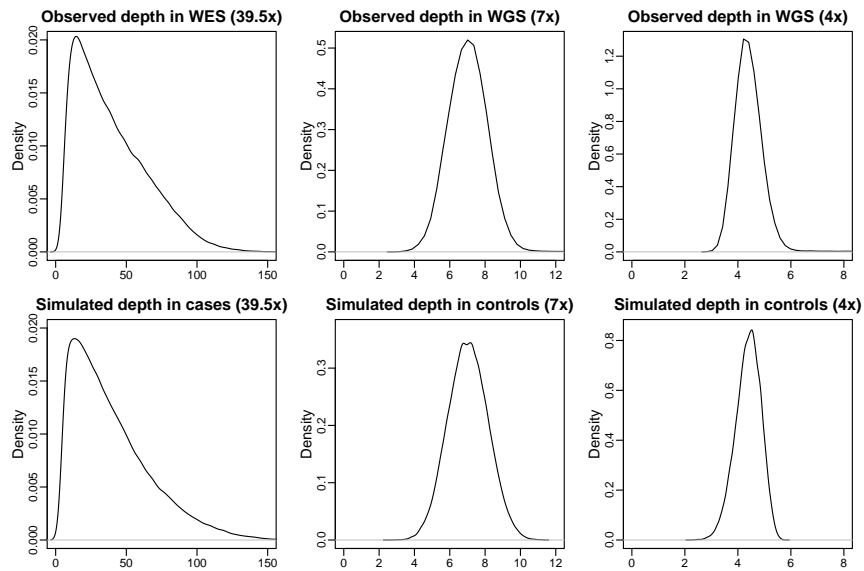 Observed depth in WES (39.5x)
Density
0.000 0.005 0.010 0.015 0.020
0 50 100 150
Observed depth in WGS (7x)
Density
0.0 0.1 0.2 0.3 0.4 0.5
0 2 4 6 8 10 12
Observed depth in WGS (4x)
Density
0.0 0.2 0.4 0.6 0.8 1.0 1.2
0 2 4 6 8
Simulated depth in cases (39.5x)
Density
0.000 0.005 0.010 0.015 0.020
0 50 100 150
Simulated depth in controls (7x)
Density
0.0 0.1 0.2 0.3
0 2 4 6 8 10 12
Simulated depth in controls (4x)
Density
0.0 0.2 0.4 0.6 0.8
0 2 4 6 8